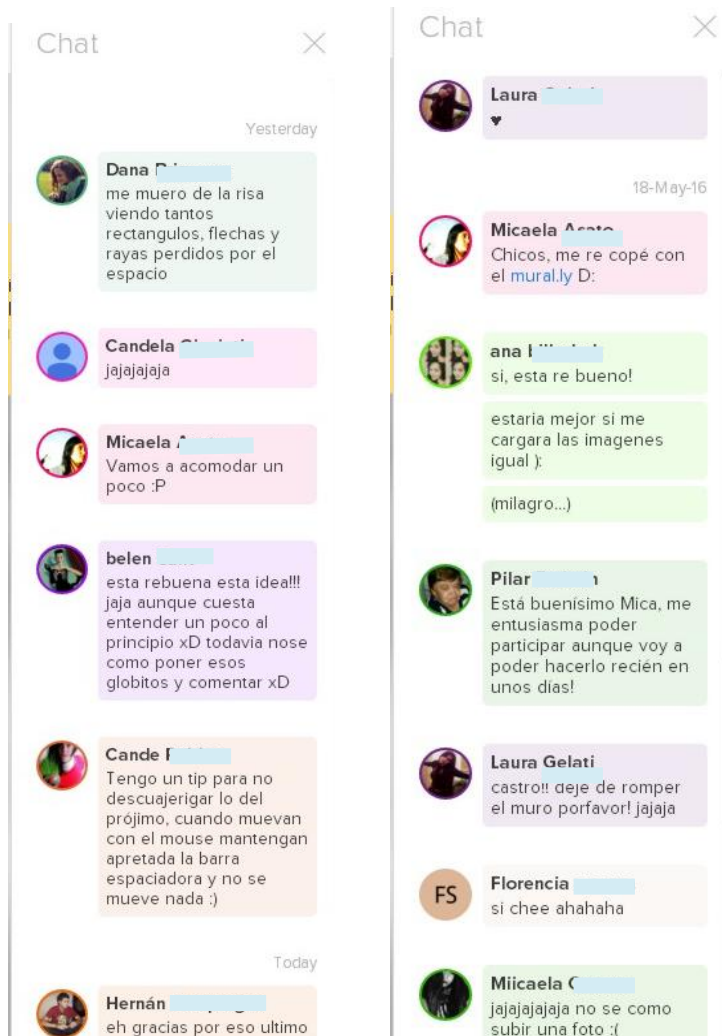 Chat
Yesterday
Dana
me muero de la risa
viendo tantos
rectangulos, flechas y
rayas perdidos por el
espacio
Candela
jajajajaja
Micaela
Vamos a acomodar un
poco :P
belen
esta rebuena esta idea!!!
jaja aunque cuesta
entender un poco al
principio xD todavia nose
como poner esos
globitos y comentar xD
Cande
Tengo un tip para no
descuajerigar lo del
prójimo, cuando muevan
con el mouse mantengan
apretada la barra
espaciadora y no se
mueve nada :)
Today
Hernán
eh gracias por eso ultimo
Chat
Laura
♥
18-May-16
Micaela
Chicos, me re copé con
el mural.ly D:
ana
si, esta re bueno!
estaria mejor si me
cargara las imagenes
igual ):
(milagro...)
Pilar
Está buenísimo Mica, me
entusiasma poder
participar aunque voy a
poder hacerlo recién en
unos días!
Laura Gelati
castro!! deje de romper
el muro porfavor! jajaja
FS
Florencia
si chee ahahaha
Miicaela
jajajajajaja no se como
subir una foto :(